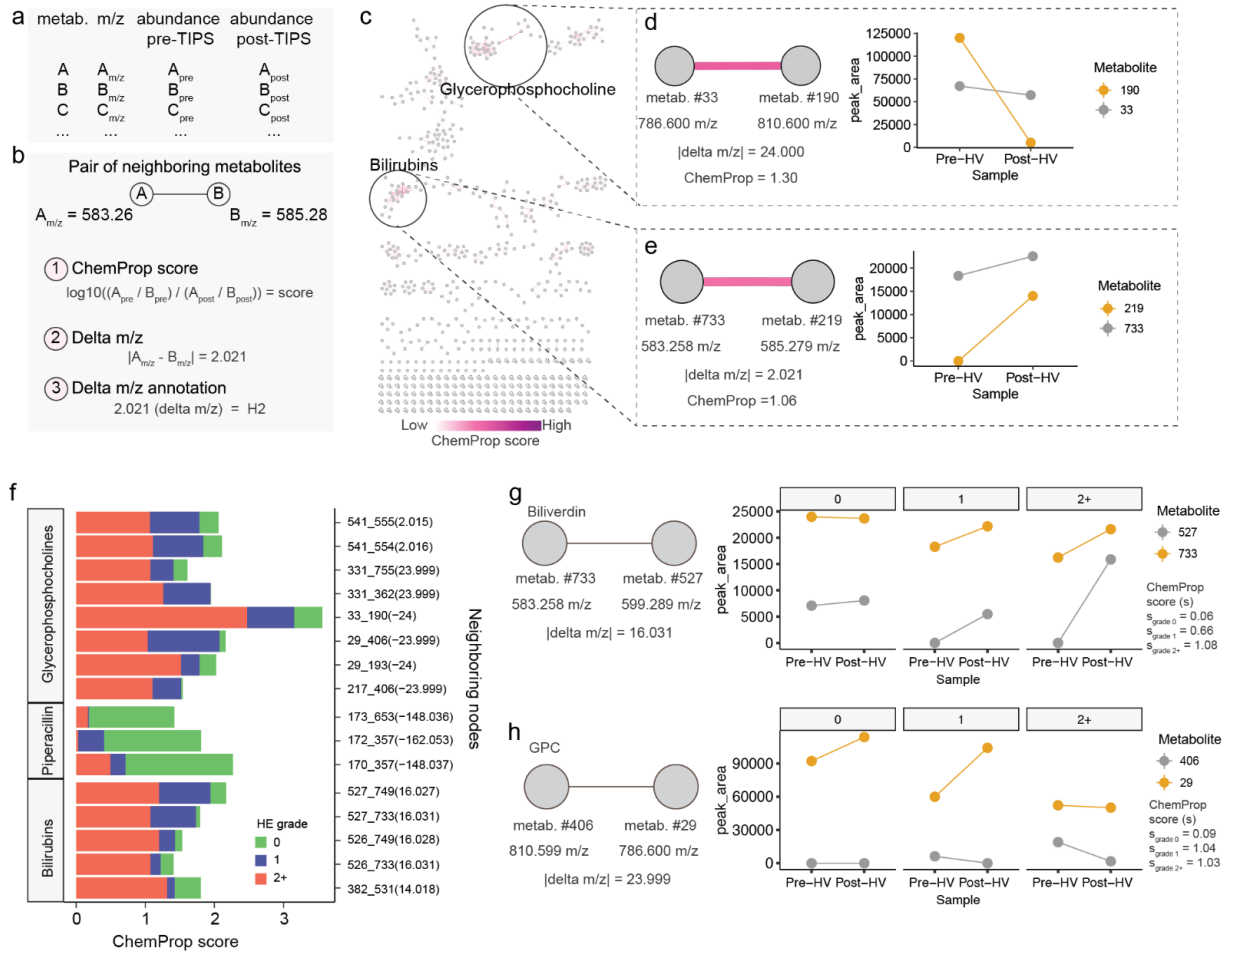 a
metab. m/z abundance pre-TIPS abundance post-TIPS
A A m/z A pre A post
B B m/z B pre B post
C C m/z C pre C post
... ... ... ...
b
Pair of neighboring metabolites
A B
A m/z = 583.26 B m/z = 585.28
1 ChemProp score
log10((A pre / B pre) / (A post / B post)) = score
2 Delta m/z
|A m/z - B m/z| = 2.021
3 Delta m/z annotation
2.021 (delta m/z) = H2
c
Glycerophosphocholine
Bilirubins
Low High
ChemProp score
d
metab. #33 metab. #190
786.600 m/z 810.600 m/z
|delta m/z| = 24.000
ChemProp = 1.30
peak_area
125000
100000
75000
50000
25000
0
Pre-HV Post-HV
Sample
Metabolite
190
33
e
metab. #733 metab. #219
583.258 m/z 585.279 m/z
|delta m/z| = 2.021
ChemProp =1.06
peak_area
20000
15000
10000
5000
0
Pre-HV Post-HV
Sample
Metabolite
219
733
f
Glycerophosphocholines
Piperacillin
Bilirubins
541_555(2.015)
541_554(2.016)
331_755(23.999)
331_362(23.999)
33_190(-24)
29_406(-23.999)
29_193(-24)
217_406(-23.999)
173_653(-148.036)
172_357(-162.053)
170_357(-148.037)
527_749(16.027)
527_733(16.031)
526_749(16.028)
526_733(16.031)
382_531(14.018)
Neighboring nodes
HE grade
0
1
2+
0 1 2 3
ChemProp score
g
Biliverdin
metab. #733 metab. #527
583.258 m/z 599.289 m/z
|delta m/z| = 16.031
0 1 2+
peak_area
25000
20000
15000
10000
5000
0
Pre-HV Post-HV Pre-HV Post-HV Pre-HV Post-HV
Sample
Metabolite
527
733
ChemProp
score (s)
s grade 0 = 0.06
s grade 1 = 0.66
s grade 2+ = 1.08
h
GPC
metab. #406 metab. #29
810.599 m/z 786.600 m/z
|delta m/z| = 23.999
0 1 2+
peak_area
90000
60000
30000
0
Pre-HV Post-HV Pre-HV Post-HV Pre-HV Post-HV
Sample
Metabolite
406
29
ChemProp
score (s)
s grade 0 = 0.09
s grade 1 = 1.04
s grade 2+ = 1.03